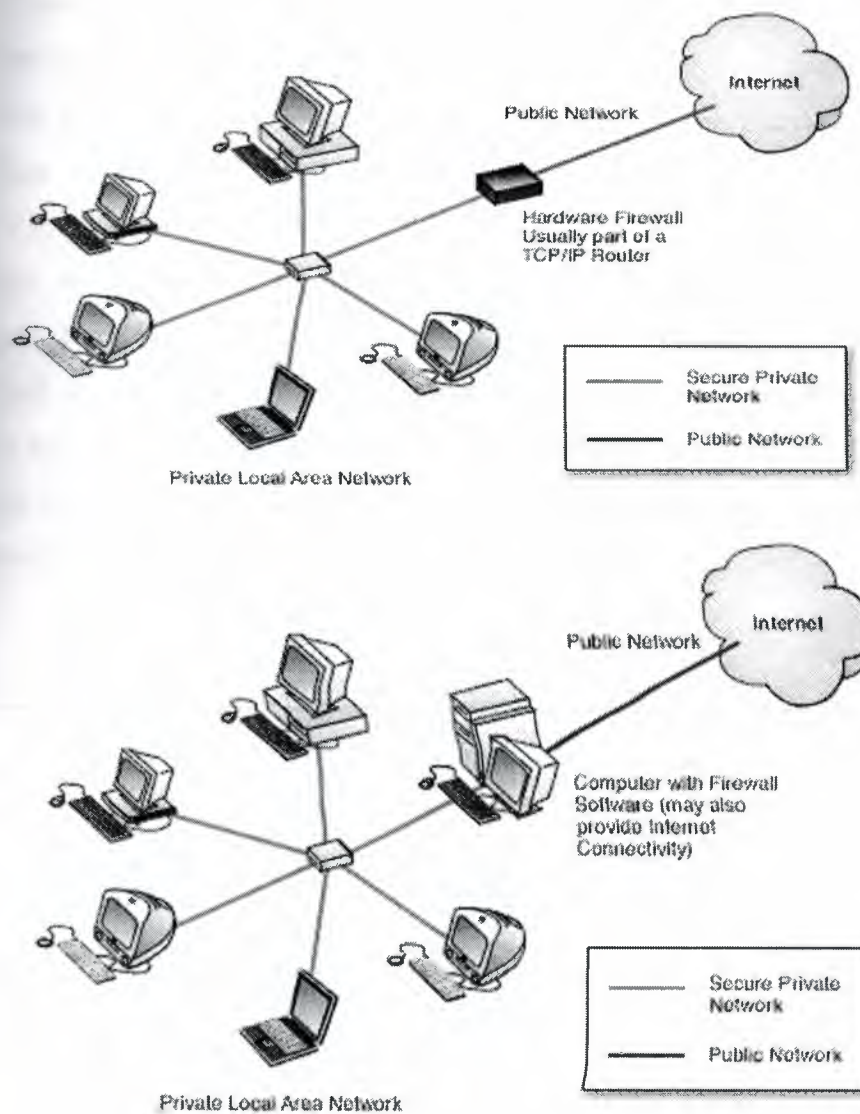 Internet
Public Network
Hardware Firewall
Usually part of a
TCP/IP Router
Secure Private
Network
Public Network
Private Local Area Network
Internet
Public Network
Computer with Firewall
Software (may also
provide Internet
Connectivity)
Secure Private
Network
Public Network
Private Local Area Network